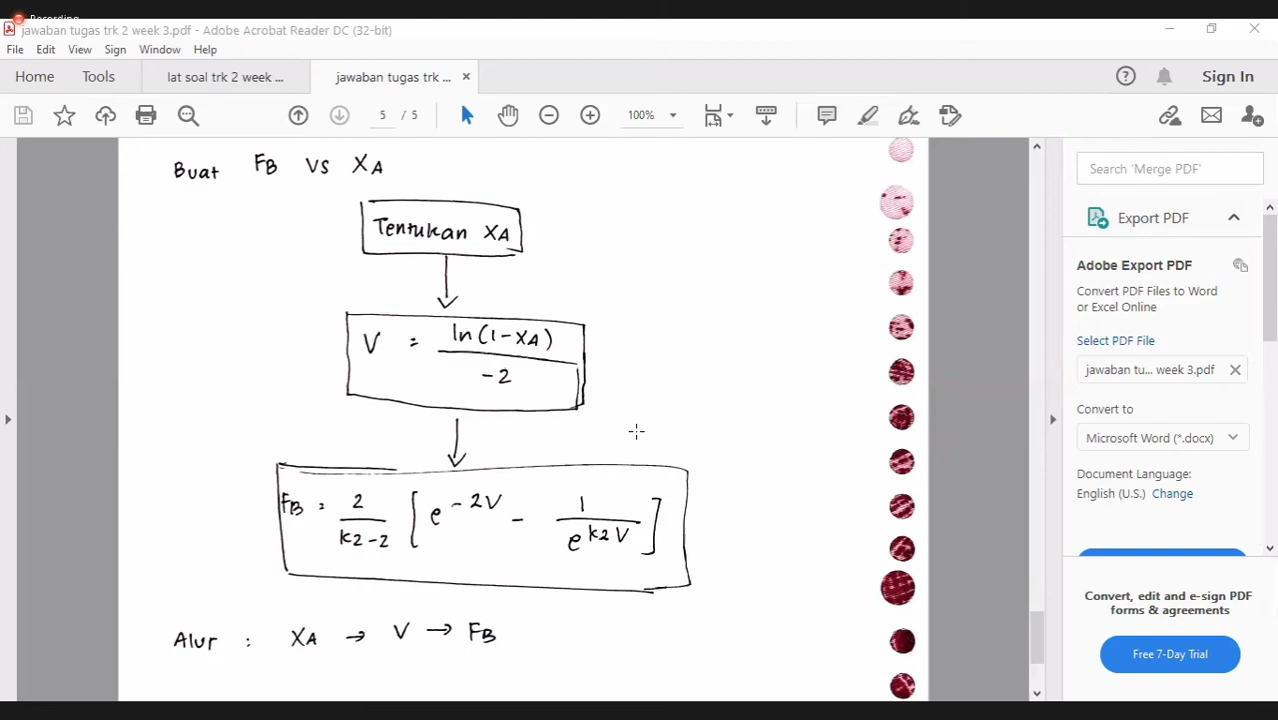 Recording
jawaban tugas trk 2 week 3.pdf - Adobe Acrobat Reader DC (32-bit)
File Edit View Sign Window Help
Home Tools lat soal trk 2 week ... jawaban tugas trk ... × Sign In
5 / 5 100%
Buat FB VS XA
Tentukan XA
V = ln(1-XA)
-2
FB = 2/(k2-2) [e^-2V - 1/e^k2V]
Alur : XA → V → FB
Search 'Merge PDF'
Export PDF
Adobe Export PDF
Convert PDF Files to Word
or Excel Online
Select PDF File
jawaban tu... week 3.pdf ×
Convert to
Microsoft Word (*.docx)
Document Language:
English (U.S.) Change
Convert, edit and e-sign PDF
forms & agreements
Free 7-Day Trial